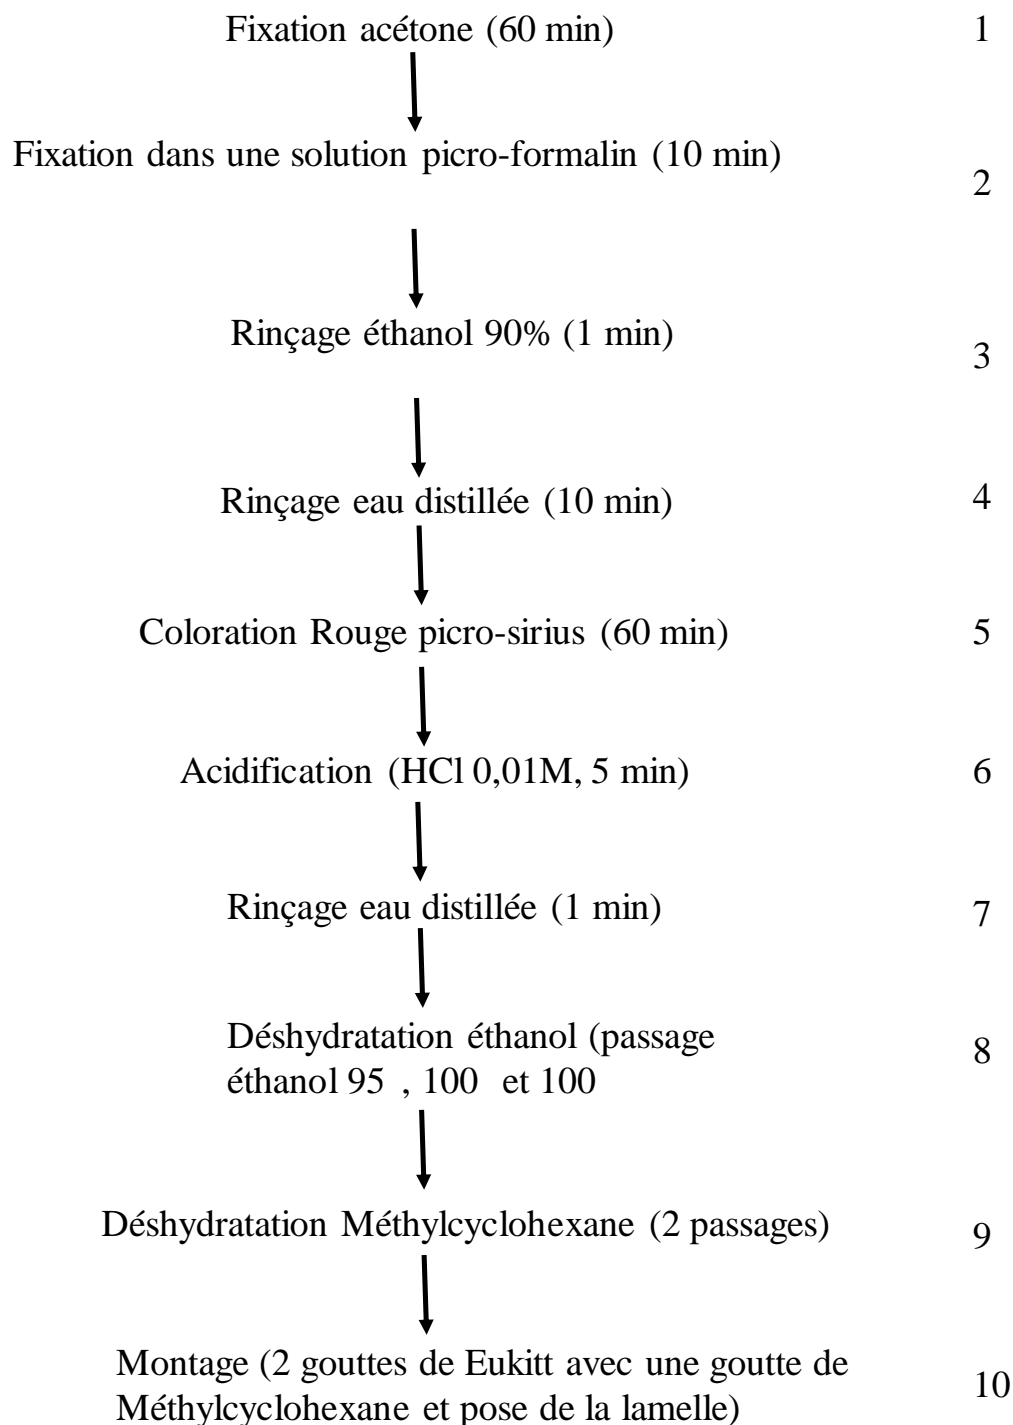 Fixation acétone (60 min) 1
Fixation dans une solution picro-formalin (10 min)
2
Rinçage éthanol 90% (1 min)
3
Rinçage eau distillée (10 min) 4
Coloration Rouge picro-sirius (60 min) 5
Acidification (HCl 0,01M, 5 min) 6
Rinçage eau distillée (1 min) 7
Déshydratation éthanol (passage
éthanol 95 , 100 et 100
8
Déshydratation Méthylcyclohexane (2 passages) 9
Montage (2 gouttes de Eukitt avec une goutte de
Méthylcyclohexane et pose de la lamelle)
10